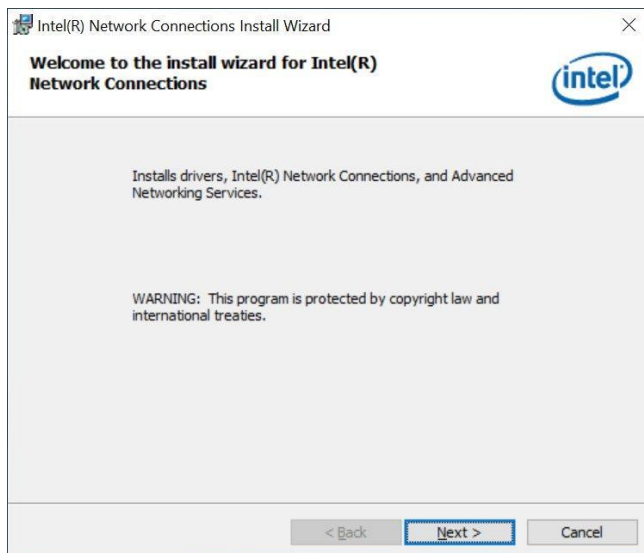 Intel(R) Network Connections Install Wizard
Welcome to the install wizard for Intel(R)
Network Connections
intel
Installs drivers, Intel(R) Network Connections, and Advanced
Networking Services.
WARNING: This program is protected by copyright law and
international treaties.
< Back
Next >
Cancel